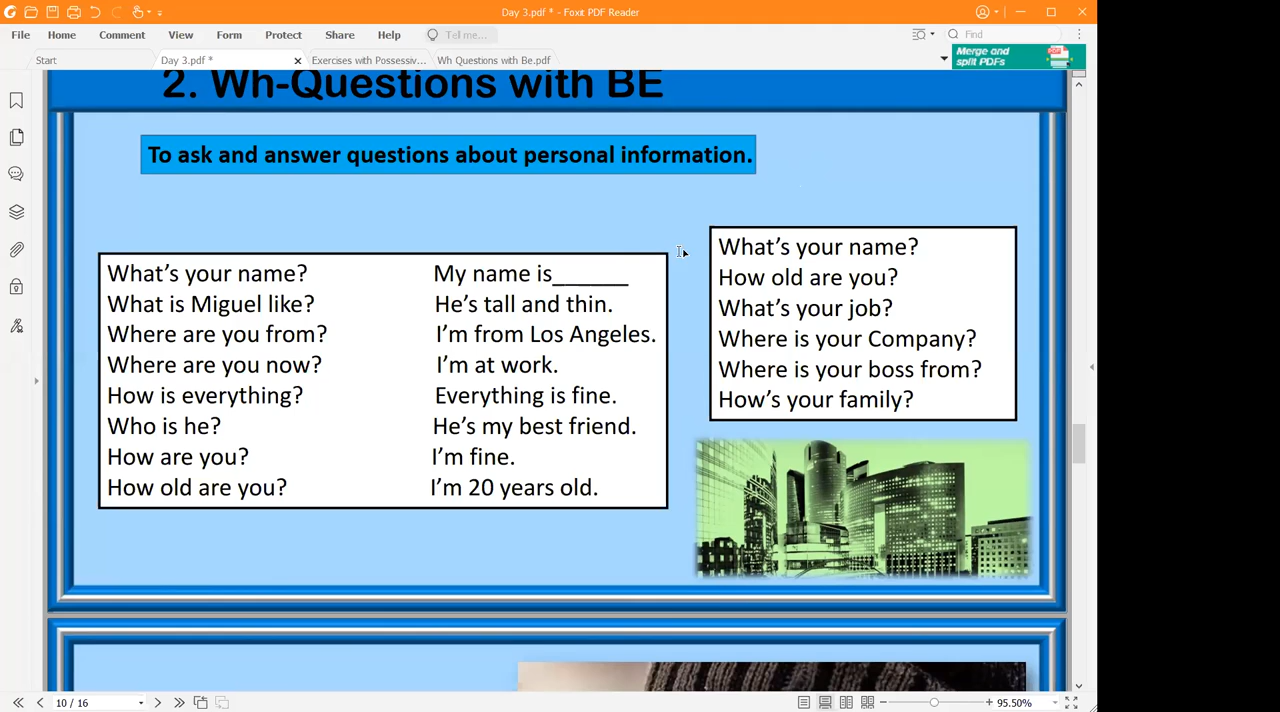 Day 3.pdf * - Foxit PDF Reader
File Home Comment View Form Protect Share Help Tell me... Find
Start Day 3.pdf * Exercises with Possessiv... Wh Questions with Be.pdf
Merge and
split PDFs
2. Wh-Questions with BE
To ask and answer questions about personal information.
What's your name? My name is______
What is Miguel like? He's tall and thin.
Where are you from? I'm from Los Angeles.
Where are you now? I'm at work.
How is everything? Everything is fine.
Who is he? He's my best friend.
How are you? I'm fine.
How old are you? I'm 20 years old.
What's your name?
How old are you?
What's your job?
Where is your Company?
Where is your boss from?
How's your family?
10 / 16
95.50%